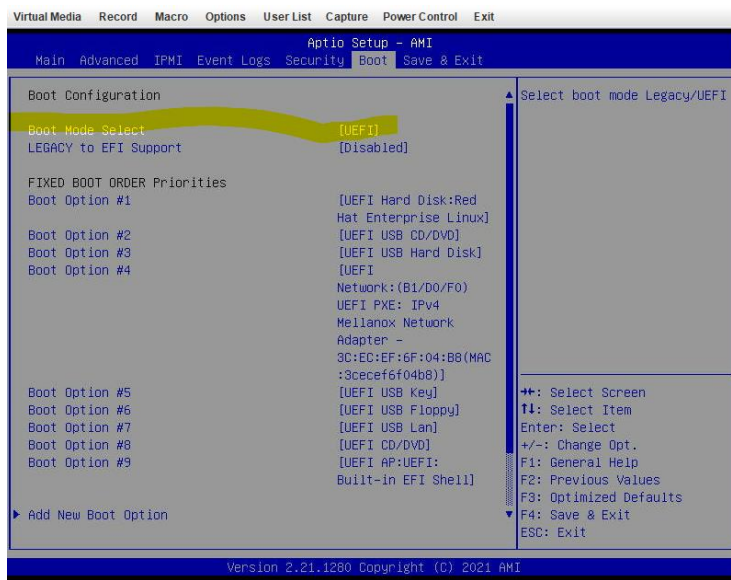 Virtual Media Record Macro Options User List Capture Power Control Exit
Aptio Setup - AMI
Main Advanced IPMI Event Logs Security Boot Save & Exit
Boot Configuration
Select boot mode Legacy/UEFI
Boot Mode Select [UEFI]
LEGACY to EFI Support [Disabled]
FIXED BOOT ORDER Priorities
Boot Option #1 [UEFI Hard Disk:Red
Hat Enterprise Linux]
Boot Option #2 [UEFI USB CD/DVD]
Boot Option #3 [UEFI USB Hard Disk]
Boot Option #4 [UEFI
Network:(B1/D0/F0)
UEFI PXE: IPv4
Mellanox Network
Adapter -
3C:EC:EF:6F:04:B8(MAC
:3cecef6f04b8)]
Boot Option #5 [UEFI USB Key]
Boot Option #6 [UEFI USB Floppy]
Boot Option #7 [UEFI USB Lan]
Boot Option #8 [UEFI CD/DVD]
Boot Option #9 [UEFI AP:UEFI:
Built-in EFI Shell]
Add New Boot Option
→←: Select Screen
↑↓: Select Item
Enter: Select
+/-: Change Opt.
F1: General Help
F2: Previous Values
F3: Optimized Defaults
F4: Save & Exit
ESC: Exit
Version 2.21.1280 Copyright (C) 2021 AMI